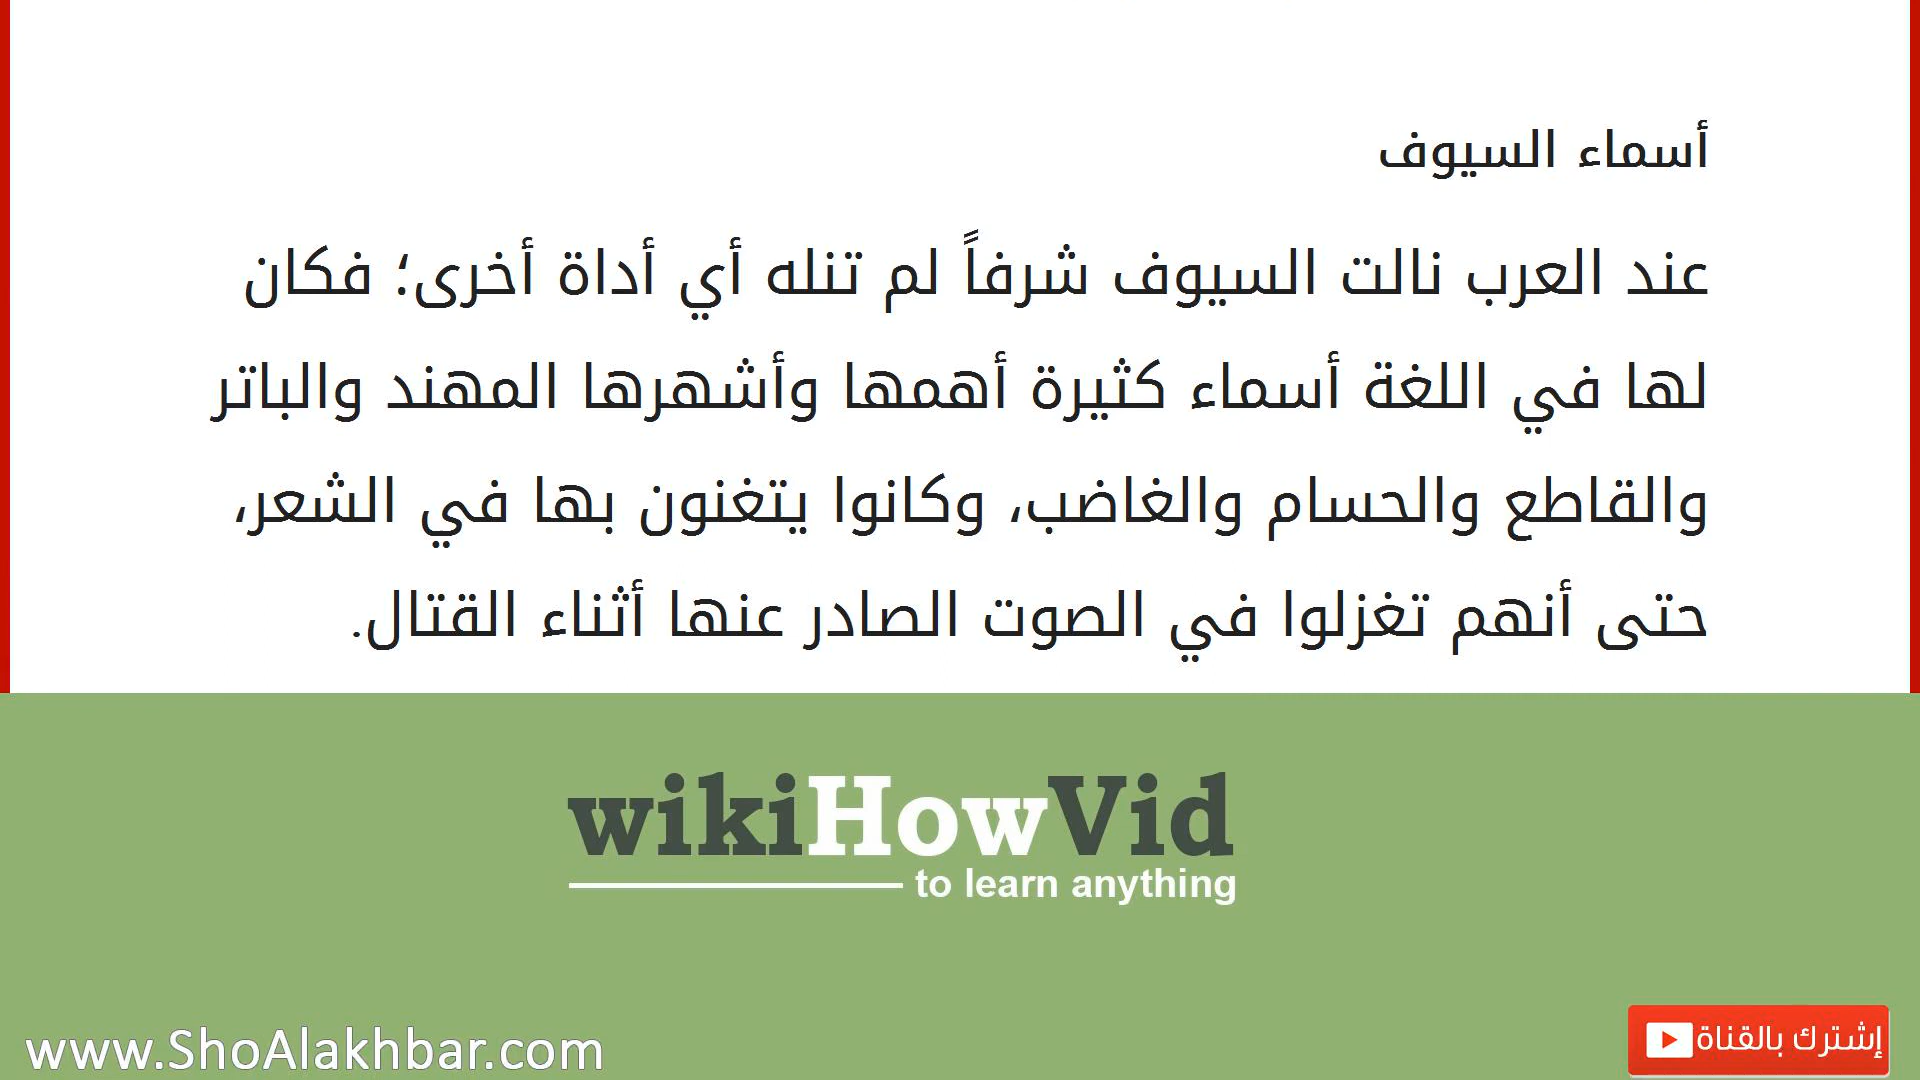 أسماء السيوف
عند العرب نالت السيوف شرفاً لم تنله أي أداة أخرى؛ فكان
لها في اللغة أسماء كثيرة أهمها وأشهرها المهند والباتر
والقاطع والحسام والغاضب، وكانوا يتغنون بها في الشعر،
حتى أنهم تغزلوا في الصوت الصادر عنها أثناء القتال.
wikiHowVid
to learn anything
www.ShoAlakhbar.com
إشترك بالقناة